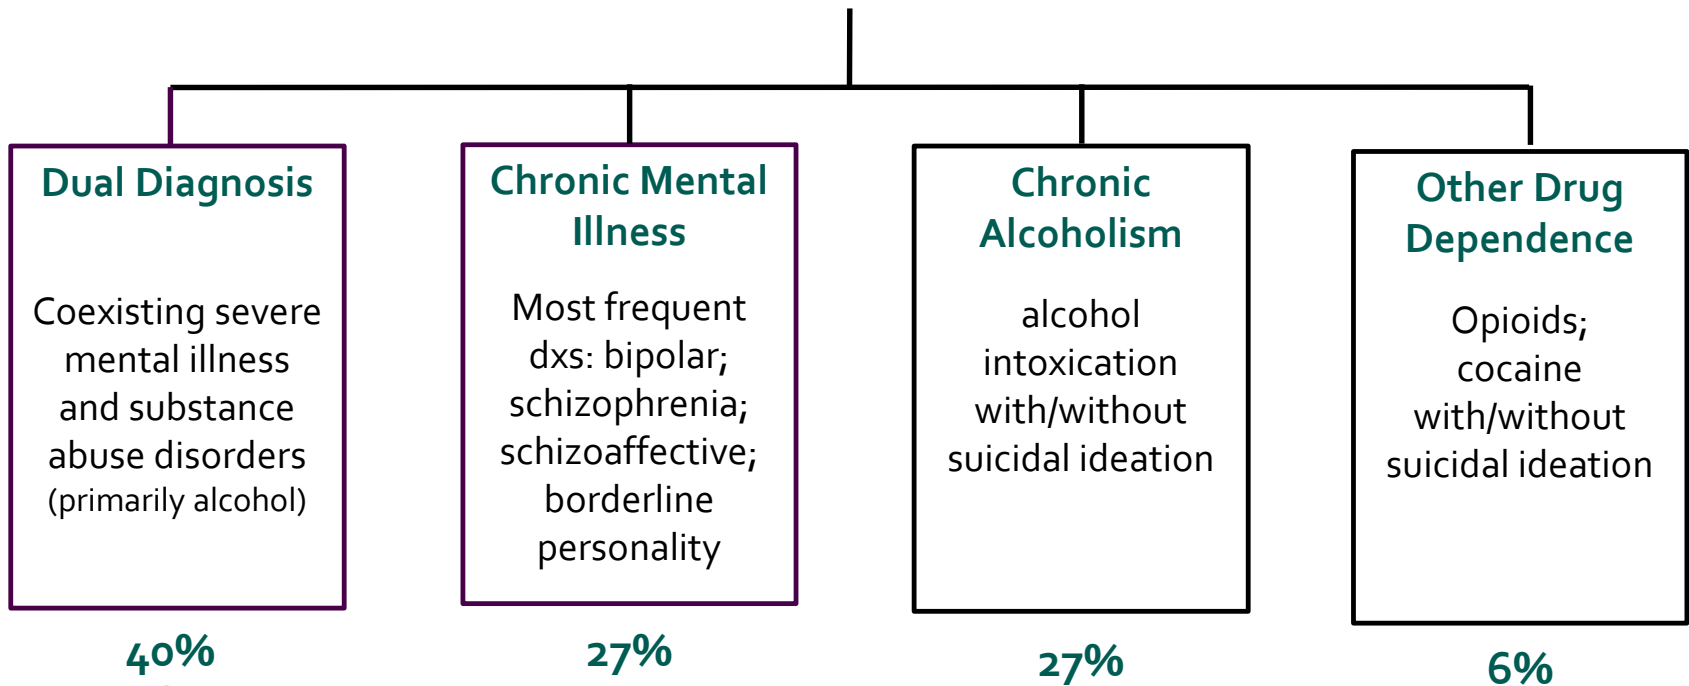 Dual Diagnosis
Coexisting severe
mental illness
and substance
abuse disorders
(primarily alcohol)
40%
Chronic Mental
Illness
Most frequent
dxs: bipolar;
schizophrenia;
schizoaffective;
borderline
personality
27%
Chronic
Alcoholism
alcohol
intoxication
with/without
suicidal ideation
27%
Other Drug
Dependence
Opioids;
cocaine
with/without
suicidal ideation
6%